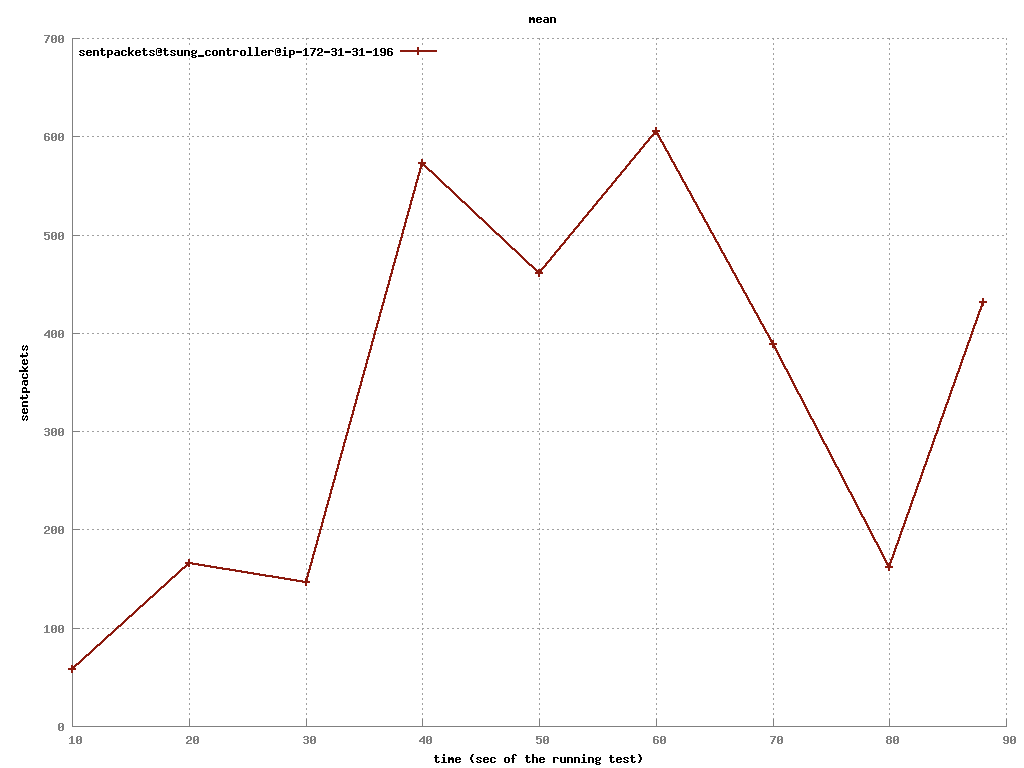 mean
700
sentpackets@tsung_controller@ip-172-31-31-196
600
500
400
sentpackets
300
200
100
0
10 20 30 40 50 60 70 80 90
time (sec of the running test)